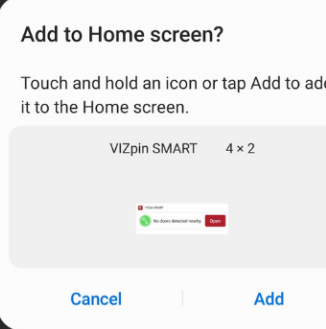 Add to Home screen?
Touch and hold an icon or tap Add to add
it to the Home screen.
VIZpin SMART 4 × 2
No doors detected nearby Open
Cancel Add